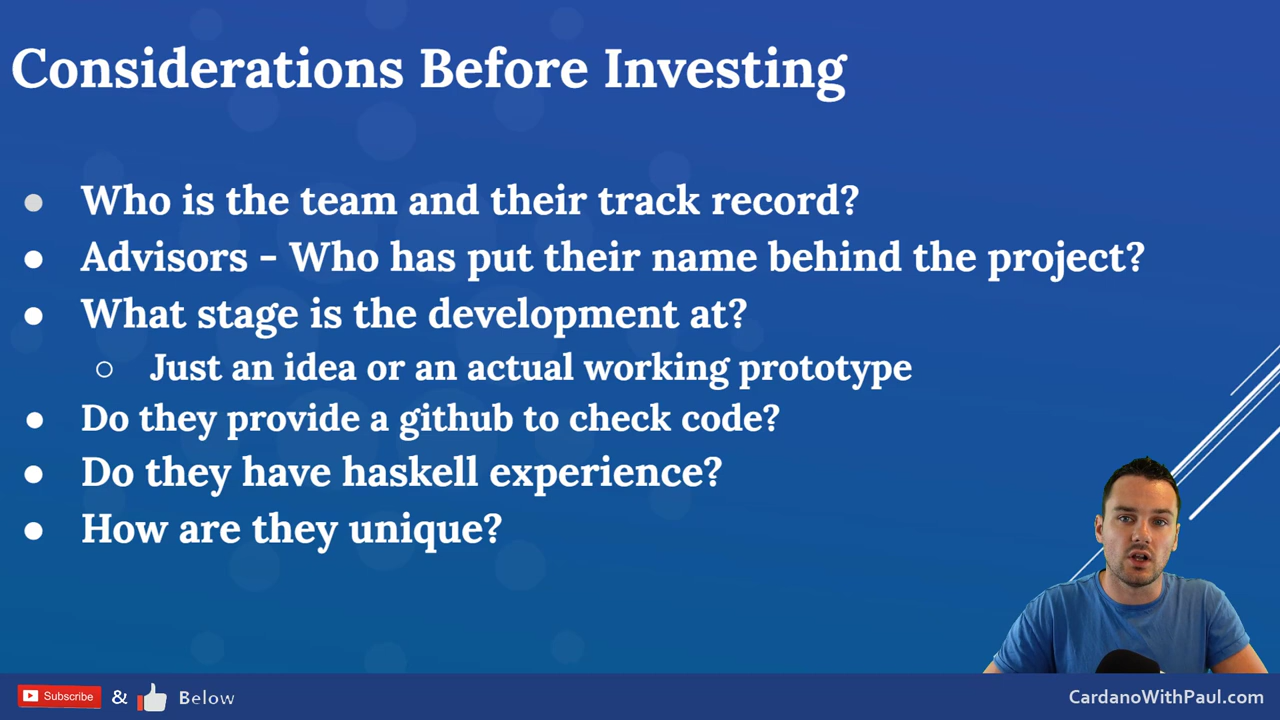 Considerations Before Investing
● Who is the team and their track record?
● Advisors - Who has put their name behind the project?
● What stage is the development at?
○ Just an idea or an actual working prototype
● Do they provide a github to check code?
● Do they have haskell experience?
● How are they unique?
Subscribe & Below
CardanoWithPaul.com